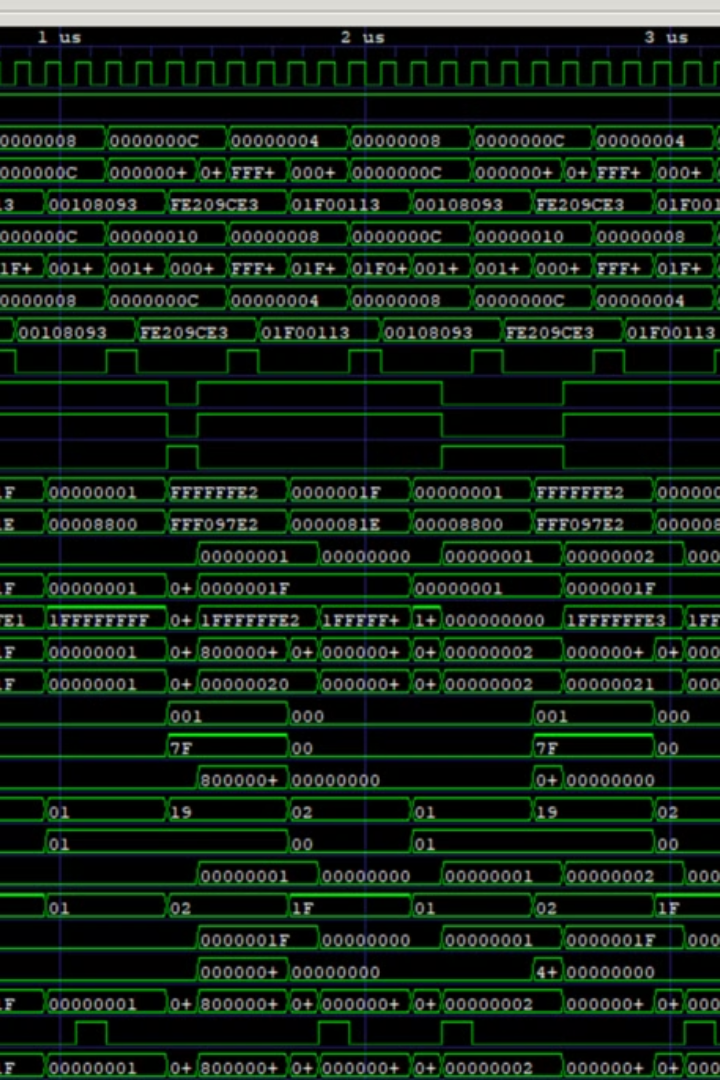 1 us 2 us 3 us
0000008 0000000C 00000004 00000008 0000000C 00000004
000000C 000000+ 0+ FFF+ 000+ 0000000C 000000+ 0+ FFF+ 000+
13 00108093 FE209CE3 01F00113 00108093 FE209CE3 01F001
000000C 00000010 00000008 0000000C 00000010 00000008
1F+ 001+ 001+ 000+ FFF+ 01F+ 01F0+ 001+ 001+ 000+ FFF+ 01F+
0000008 0000000C 00000004 00000008 0000000C 00000004
00108093 FE209CE3 01F00113 00108093 FE209CE3 01F00113
1F 00000001 FFFFFFE2 0000001F 00000001 FFFFFFE2 000000
1E 00008800 FFF097E2 0000081E 00008800 FFF097E2 000008
00000001 00000000 00000001 00000002 000
1F 00000001 0+ 0000001F 00000001 0000001F
FE1 1FFFFFFFF 0+ 1FFFFFFE2 1FFFFF+ 1+ 000000000 1FFFFFFE3 1FF
1F 00000001 0+ 800000+ 0+ 000000+ 0+ 00000002 000000+ 0+ 000
1F 00000001 0+ 00000020 000000+ 0+ 00000002 00000021 000
001 000 001 000
7F 00 7F 00
800000+ 00000000 0+ 00000000
01 19 02 01 19 02
01 00 01 00
00000001 00000000 00000001 00000002 000
01 02 1F 01 02 1F
0000001F 00000000 00000001 0000001F 000
000000+ 00000000 4+ 00000000
1F 00000001 0+ 800000+ 0+ 000000+ 0+ 00000002 000000+ 0+ 000
1F 00000001 0+ 800000+ 0+ 000000+ 0+ 00000002 000000+ 0+ 000